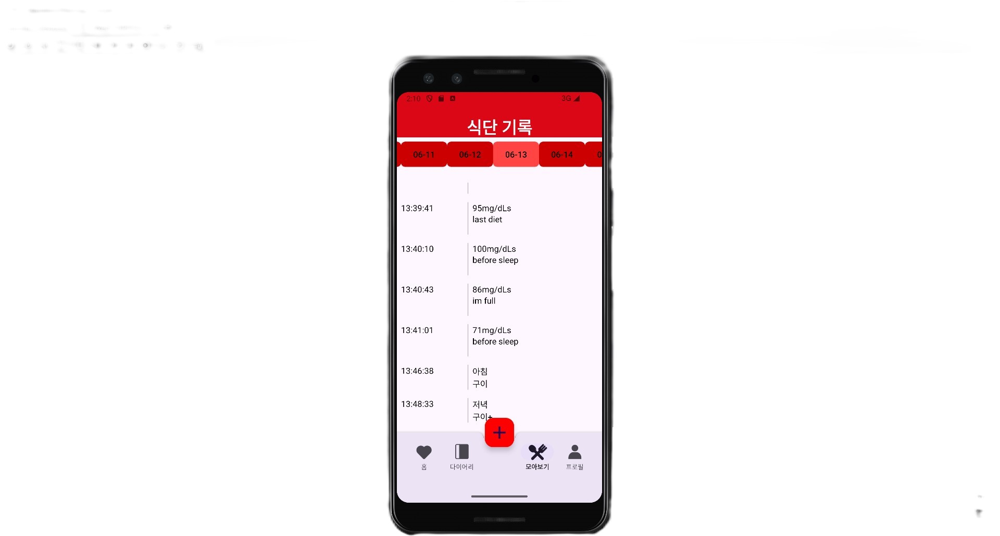 2:10
3G
식단 기록
06-11 06-12 06-13 06-14 0
13:39:41 95mg/dLs
last diet
13:40:10 100mg/dLs
before sleep
13:40:43 86mg/dLs
im full
13:41:01 71mg/dLs
before sleep
13:46:38 아침
구이
13:48:33 저녁
구이+
홈 다이어리 모아보기 프로필